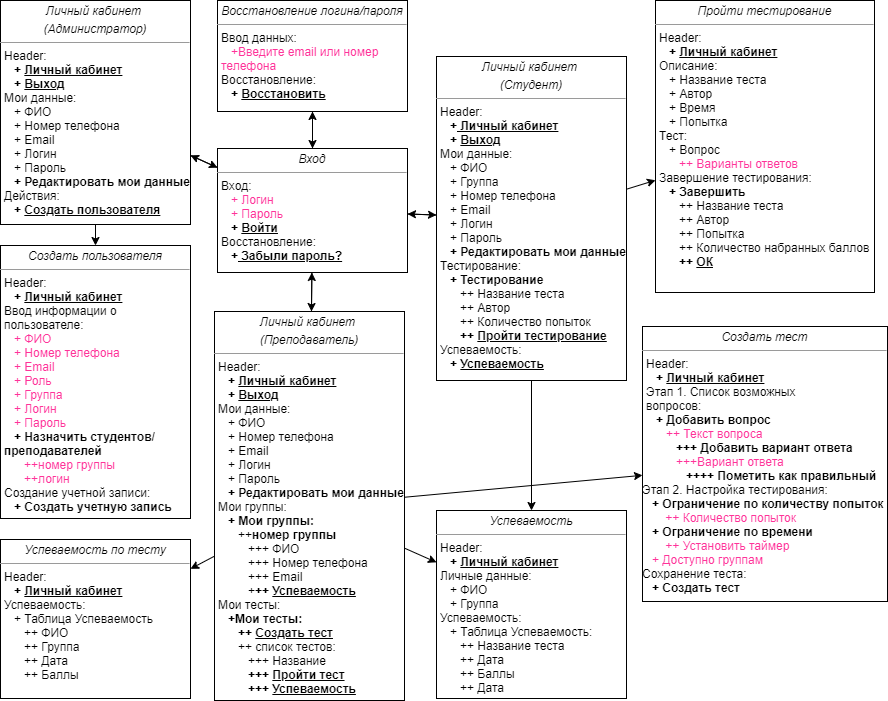 Личный кабинет
(Администратор)
Header:
+ Личный кабинет
+ Выход
Мои данные:
+ ФИО
+ Номер телефона
+ Email
+ Логин
+ Пароль
+ Редактировать мои данные
Действия:
+ Создать пользователя
Восстановление логина/пароля
Ввод данных:
+Введите email или номер
телефона
Восстановление:
+ Восстановить
Вход
Вход:
+ Логин
+ Пароль
+ Войти
Восстановление:
+ Забыли пароль?
Личный кабинет
(Студент)
Header:
+ Личный кабинет
+ Выход
Мои данные:
+ ФИО
+ Группа
+ Номер телефона
+ Email
+ Логин
+ Пароль
+ Редактировать мои данные
Тестирование:
+ Тестирование
++ Название теста
++ Автор
++ Количество попыток
++ Пройти тестирование
Успеваемость:
+ Успеваемость
Пройти тестирование
Header:
+ Личный кабинет
Описание:
+ Название теста
+ Автор
+ Время
+ Попытка
Тест:
+ Вопрос
++ Варианты ответов
Завершение тестирования:
+ Завершить
++ Название теста
++ Автор
++ Попытка
++ Количество набранных баллов
++ ОК
Создать пользователя
Header:
+ Личный кабинет
Ввод информации о
пользователе:
+ ФИО
+ Номер телефона
+ Email
+ Роль
+ Группа
+ Логин
+ Пароль
+ Назначить студентов/
преподавателей
++номер группы
++логин
Создание учетной записи:
+ Создать учетную запись
Личный кабинет
(Преподаватель)
Header:
+ Личный кабинет
+ Выход
Мои данные:
+ ФИО
+ Номер телефона
+ Email
+ Логин
+ Пароль
+ Редактировать мои данные
Мои группы:
+ Мои группы:
++номер группы
+++ ФИО
+++ Номер телефона
+++ Email
+++ Успеваемость
Мои тесты:
+Мои тесты:
++ Создать тест
++ список тестов:
+++ Название
+++ Пройти тест
+++ Успеваемость
Создать тест
Header:
+ Личный кабинет
Этап 1. Список возможных
вопросов:
+ Добавить вопрос
++ Текст вопроса
+++ Добавить вариант ответа
+++Вариант ответа
++++ Пометить как правильный
Этап 2. Настройка тестирования:
+ Ограничение по количеству попыток
++ Количество попыток
+ Ограничение по времени
++ Установить таймер
+ Доступно группам
Сохранение теста:
+ Создать тест
Успеваемость по тесту
Header:
+ Личный кабинет
Успеваемость:
+ Таблица Успеваемость
++ ФИО
++ Группа
++ Дата
++ Баллы
Успеваемость
Header:
+ Личный кабинет
Личные данные:
+ ФИО
+ Группа
Успеваемость:
+ Таблица Успеваемость:
++ Название теста
++ Дата
++ Баллы
++ Дата